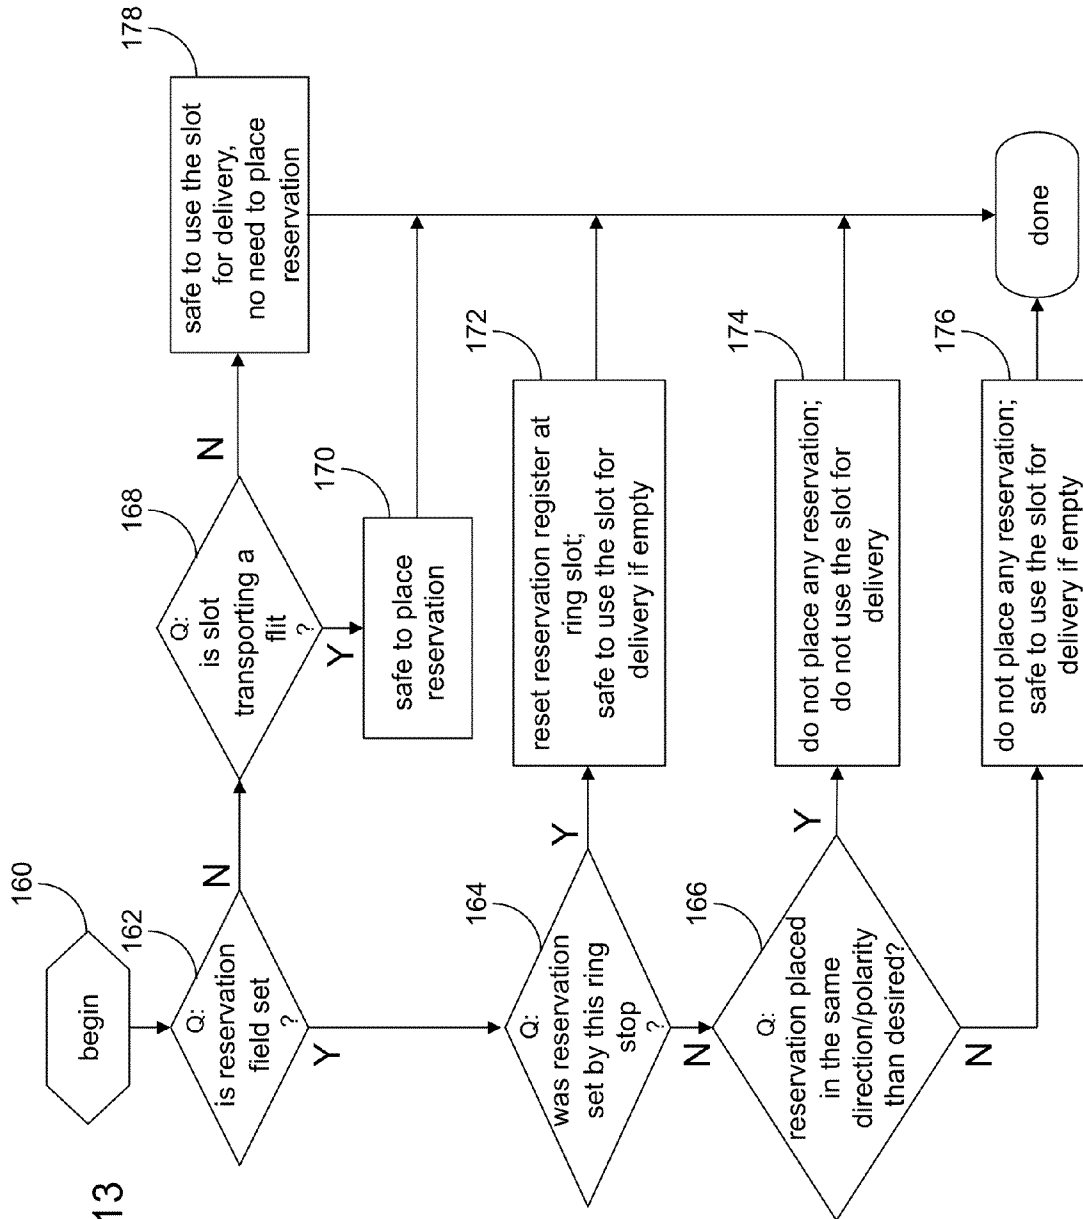 13
begin
160
Q:
is reservation
field set
?
162
N
Y
Q:
is slot
transporting a
flit
?
168
N
Y
safe to use the slot
for delivery,
no need to place
reservation
178
safe to place
reservation
170
Q:
was reservation
set by this ring
stop
?
164
Y
N
reset reservation register at
ring slot;
safe to use the slot for
delivery if empty
172
Q:
reservation placed
in the same
direction/polarity
than desired?
166
Y
N
do not place any reservation;
do not use the slot for
delivery
174
do not place any reservation;
safe to use the slot for
delivery if empty
176
done